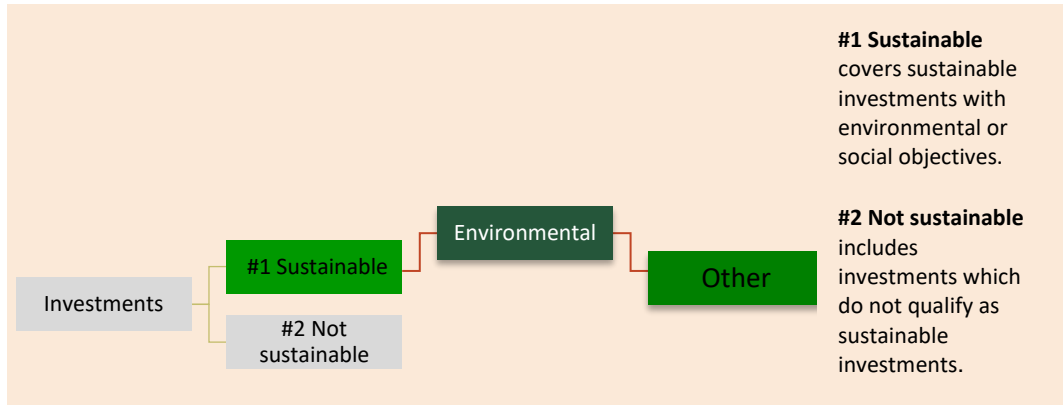 Investments
#1 Sustainable
#2 Not
sustainable
Environmental
Other
#1 Sustainable
covers sustainable
investments with
environmental or
social objectives.
#2 Not sustainable
includes
investments which
do not qualify as
sustainable
investments.